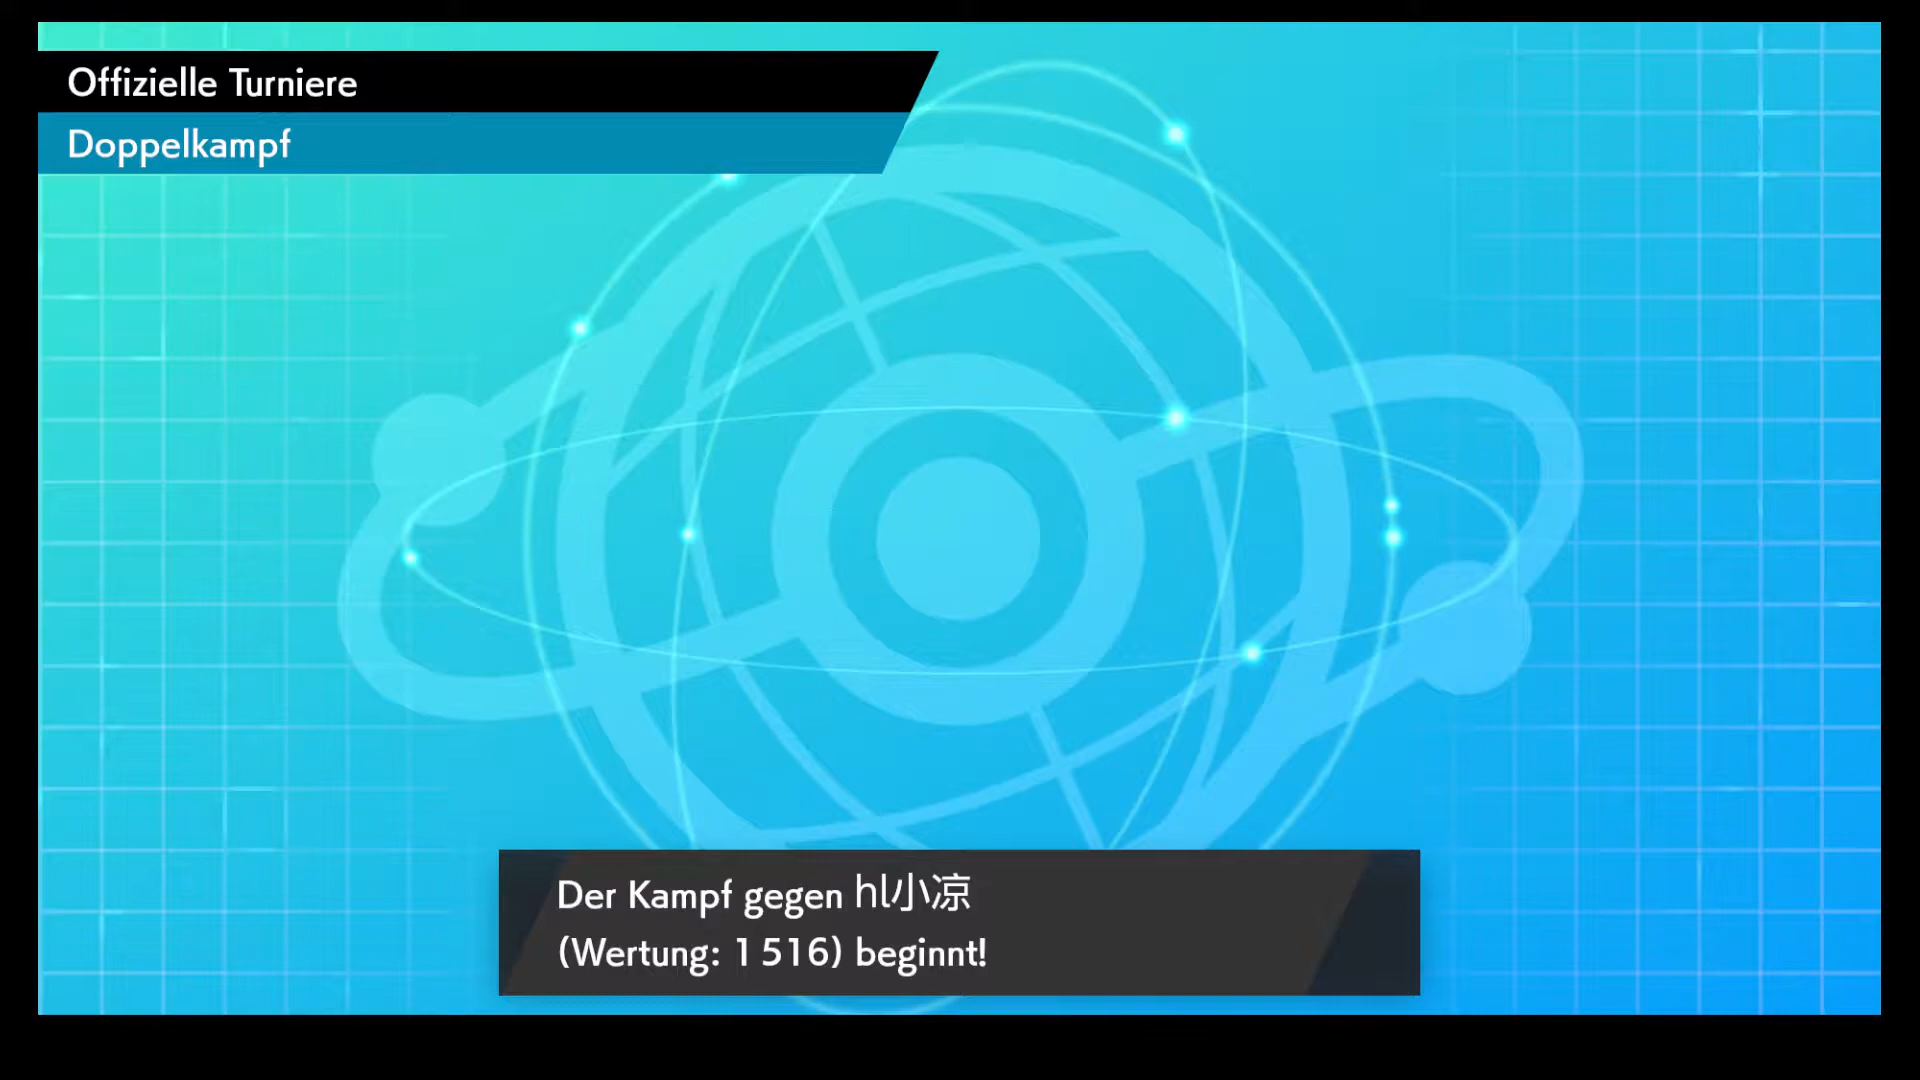 Offizielle Turniere
Doppelkampf
Der Kampf gegen hl小凉
(Wertung: 1 516) beginnt!